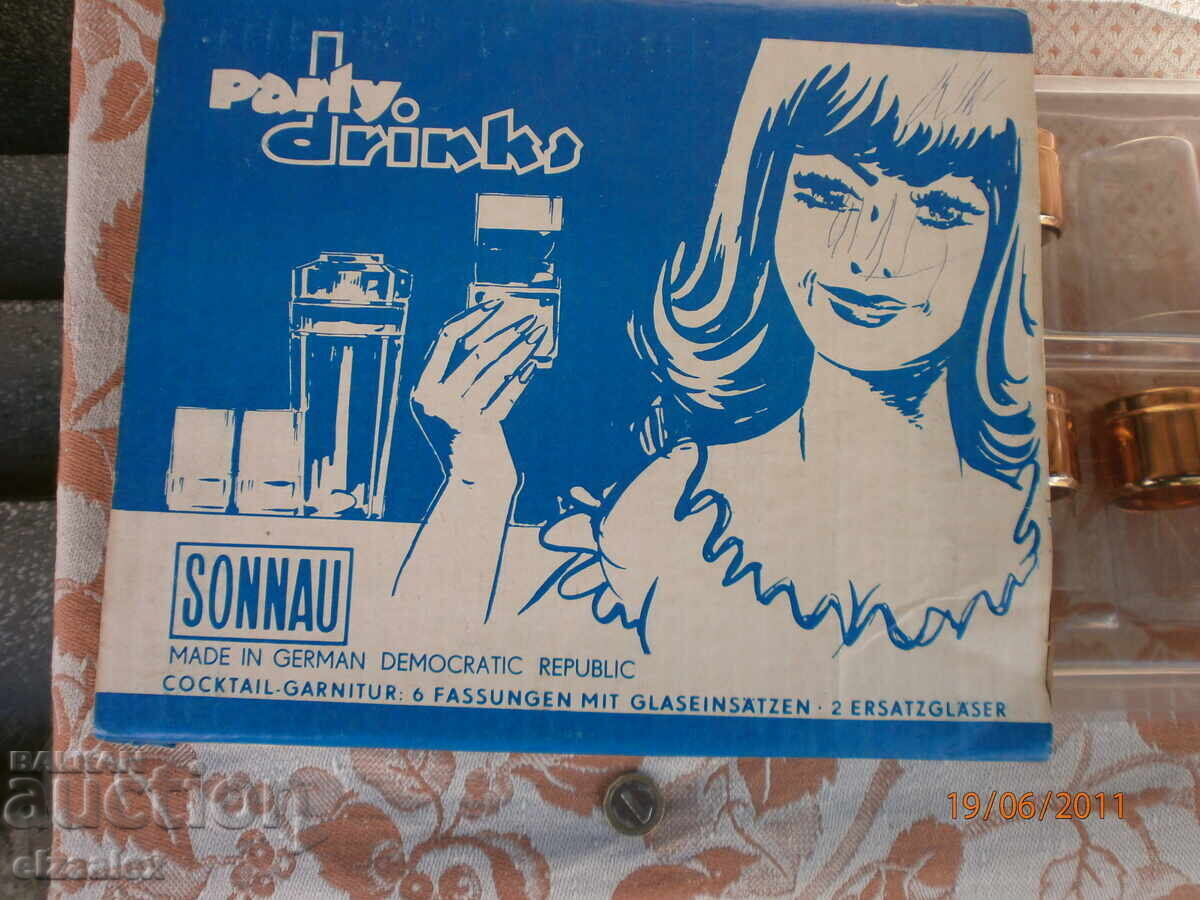 party
drinks
SONNAU
MADE IN GERMAN DEMOCRATIC REPUBLIC
COCKTAIL-GARNITUR: 6 FASSUNGEN MIT GLASEINSÄTZEN · 2 ERSATZGLÄSER
BALKAN
auction
elzaalex
19/06/2011